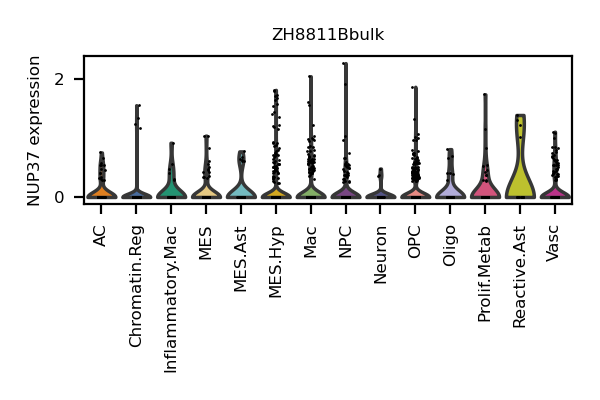 ZH8811Bbulk
NUP37 expression
2
0
AC
Chromatin.Reg
Inflammatory.Mac
MES
MES.Ast
MES.Hyp
Mac
NPC
Neuron
OPC
Oligo
Prolif.Metab
Reactive.Ast
Vasc